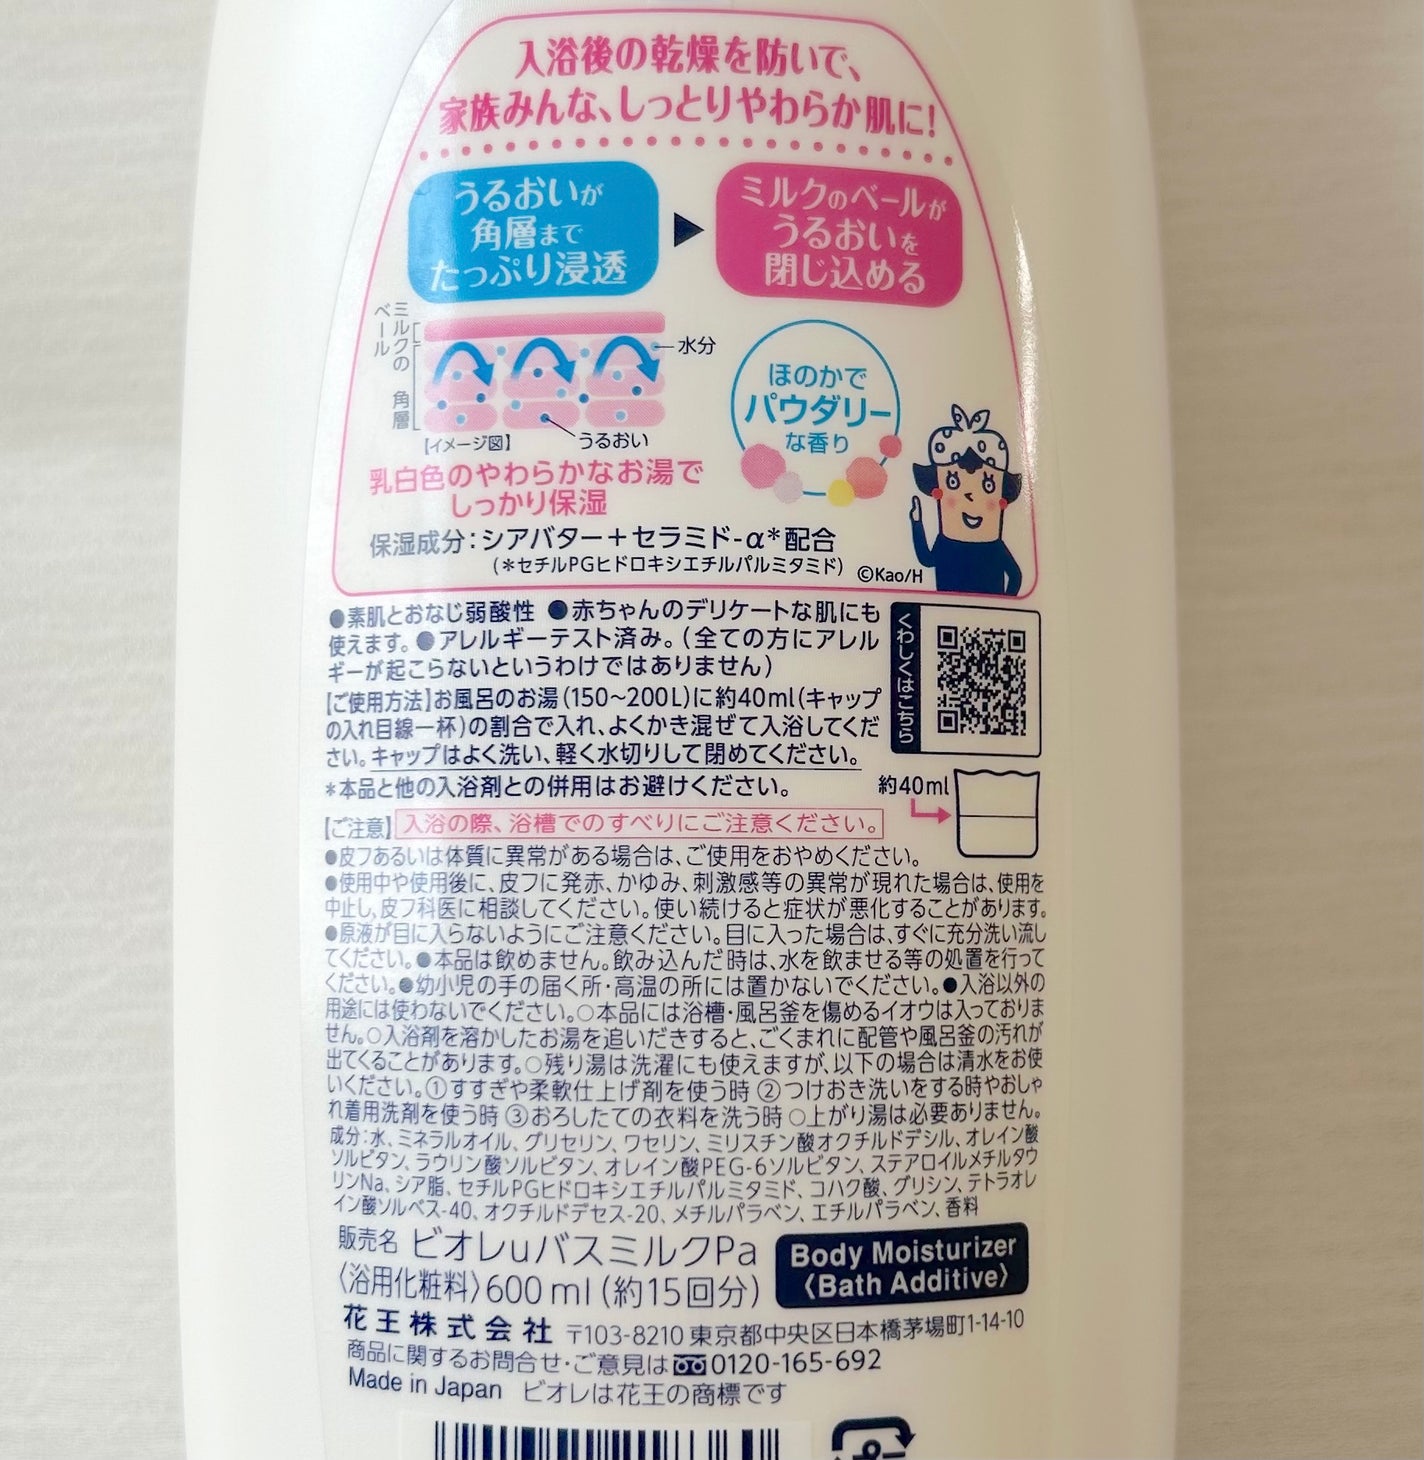 入浴後の乾燥を防いで、
家族みんな、しっとりやわらか肌に!
うるおいが
角層まで
たっぷり浸透
ミルクのベールが
うるおいを
閉じ込める
ミルクの
ベール
角層
水分
うるおい
【イメージ図】
ほのかで
パウダリー
な香り
乳白色のやわらかなお湯で
しっかり保湿
保湿成分:シアバター+セラミド-α*配合
(*セチルPGヒドロキシエチルパルミタミド)
©Kao/H
●素肌とおなじ弱酸性 ●赤ちゃんのデリケートな肌にも
使えます。●アレルギーテスト済み。(全ての方にアレル
ギーが起こらないというわけではありません)
くわしくはこちら
【ご使用方法】お風呂のお湯(150~200L)に約40ml(キャップ
の入れ目線一杯)の割合で入れ、よくかき混ぜて入浴してくだ
さい。キャップはよく洗い、軽く水切りして閉めてください。
*本品と他の入浴剤との併用はお避けください。
約40ml
【ご注意】入浴の際、浴槽でのすべりにご注意ください。
●皮フあるいは体質に異常がある場合は、ご使用をおやめください。
●使用中や使用後に、皮フに発赤、かゆみ、刺激感等の異常が現れた場合は、使用を
中止し、皮フ科医に相談してください。使い続けると症状が悪化することがあります。
●原液が目に入らないようにご注意ください。目に入った場合は、すぐに充分洗い流し
てください。●本品は飲めません。飲み込んだ時は、水を飲ませる等の処置を行って
ください。●幼小児の手の届く所・高温の所には置かないでください。●入浴以外の
用途には使わないでください。○本品には浴槽・風呂釜を傷めるイオウは入っておりま
せん。○入浴剤を溶かしたお湯を追いだきすると、ごくまれに配管や風呂釜の汚れが
出てくることがあります。○残り湯は洗濯にも使えますが、以下の場合は清水をお使
いください。①すすぎや柔軟仕上げ剤を使う時 ②つけおき洗いをする時やおしゃ
れ着用洗剤を使う時 ③おろしたての衣料を洗う時 ○上がり湯は必要ありません。
成分:水、ミネラルオイル、グリセリン、ワセリン、ミリスチン酸オクチルドデシル、オレイン酸
ソルビタン、ラウリン酸ソルビタン、オレイン酸PEG-6ソルビタン、ステアロイルメチルタウ
リンNa、シア脂、セチルPGヒドロキシエチルパルミタミド、コハク酸、グリシン、テトラオレ
イン酸ソルベス-40、オクチルドデセス-20、メチルパラベン、エチルパラベン、香料
販売名 ビオレuバスミルクPa
〈浴用化粧料〉600ml(約15回分)
Body Moisturizer
〈Bath Additive〉
花王株式会社 〒103-8210 東京都中央区日本橋茅場町1-14-10
商品に関するお問合せ・ご意見は 0120-165-692
Made in Japan ビオレは花王の商標です